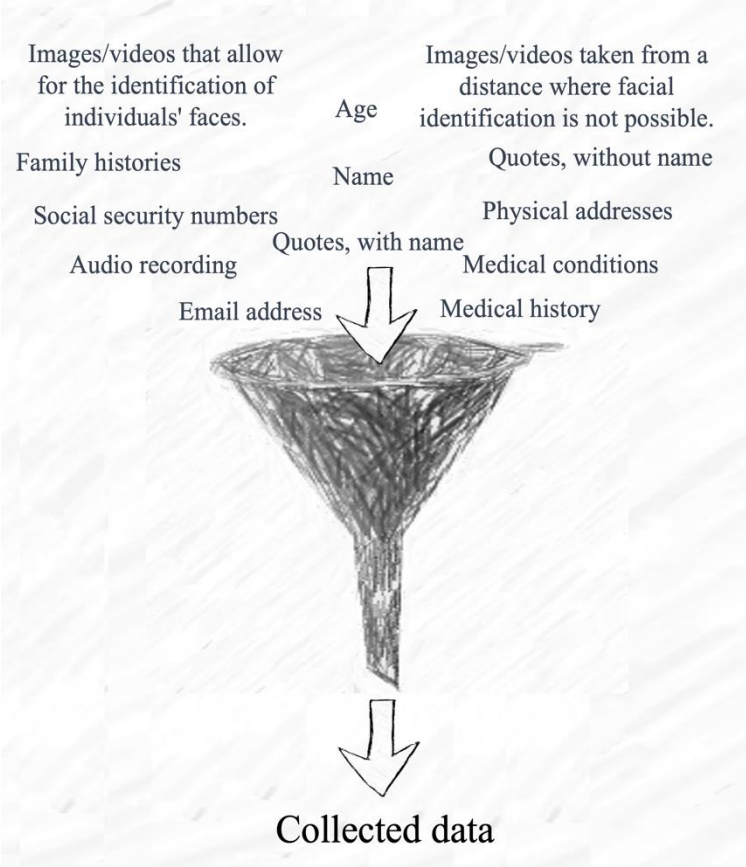 Images/videos that allow
for the identification of
individuals' faces.
Age
Images/videos taken from a
distance where facial
identification is not possible.
Family histories
Name
Quotes, without name
Social security numbers
Physical addresses
Quotes, with name
Audio recording
Medical conditions
Email address
Medical history
Collected data